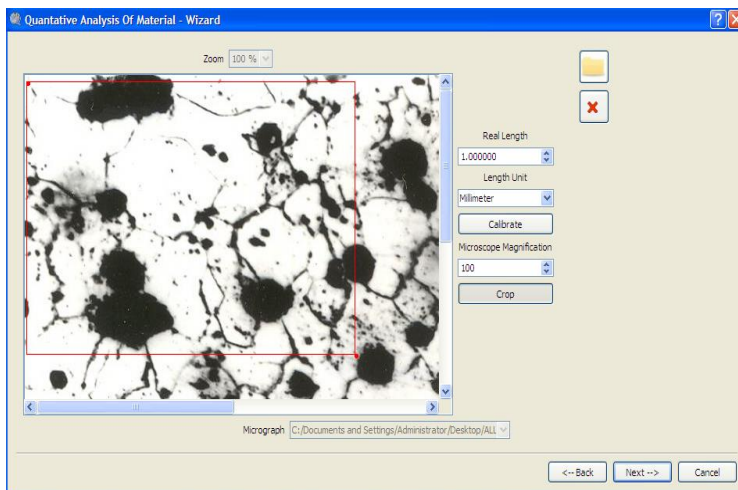 Quantative Analysis Of Material - Wizard
Zoom 100 %
Real Length
1.000000
Length Unit
Millimeter
Calibrate
Microscope Magnification
100
Crop
Micrograph C:/Documents and Settings/Administrator/Desktop/ALL
<-- Back Next --> Cancel